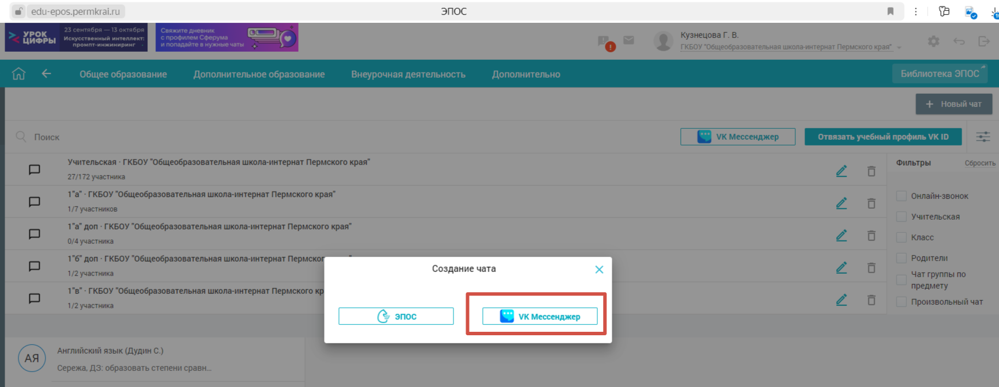 edu-epos.permkrai.ru
ЭПОС
УРОК ЦИФРЫ
23 сентября — 13 октября
Искусственный интеллект:
промпт-инжиниринг
Свяжите дневник
с профилем Сферума
и попадайте в нужные чаты
Кузнецова Г. В.
ГКБОУ "Общеобразовательная школа-интернат Пермского края"
Общее образование
Дополнительное образование
Внеурочная деятельность
Дополнительно
Библиотека ЭПОС
+ Новый чат
Поиск
VK Мессенджер
Отвязать учебный профиль VK ID
Учительская · ГКБОУ "Общеобразовательная школа-интернат Пермского края"
27/172 участника
1"а" · ГКБОУ "Общеобразовательная школа-интернат Пермского края"
1/7 участников
1"а" доп · ГКБОУ "Общеобразовательная школа-интернат Пермского края"
0/4 участника
1"б" доп · ГКБОУ "Общеобразовательная школа-интернат Пермског
1/2 участника
1"в" · ГКБОУ "Общеобразовательная школа-интернат Пермского кр
1/2 участника
Фильтры
Сбросить
Онлайн-звонок
Учительская
Класс
Родители
Чат группы по
предмету
Произвольный чат
Создание чата
ЭПОС
VK Мессенджер
АЯ
Английский язык (Дудин С.)
Сережа, ДЗ: образовать степени сравн...